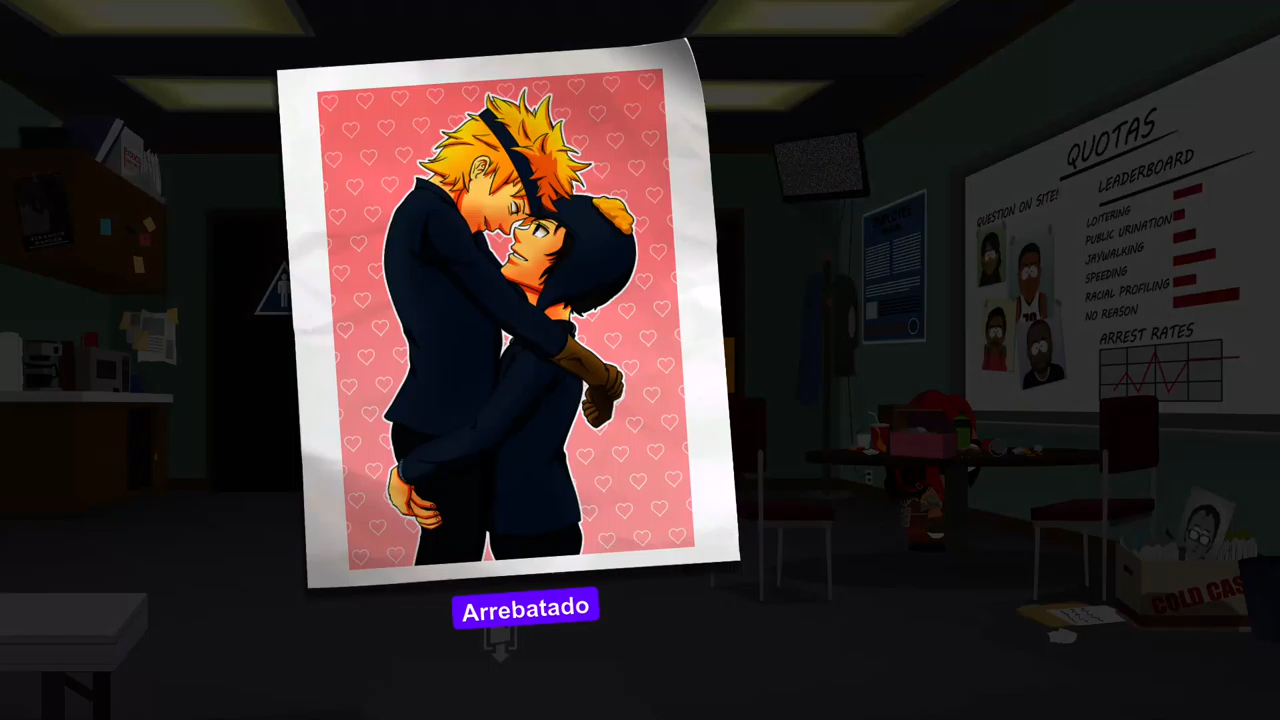 Arrebatado
QUOTAS
LEADERBOARD
QUESTION ON SITE!
LOITERING
PUBLIC URINATION
JAYWALKING
SPEEDING
RACIAL PROFILING
NO REASON
ARREST RATES
COLD CAS